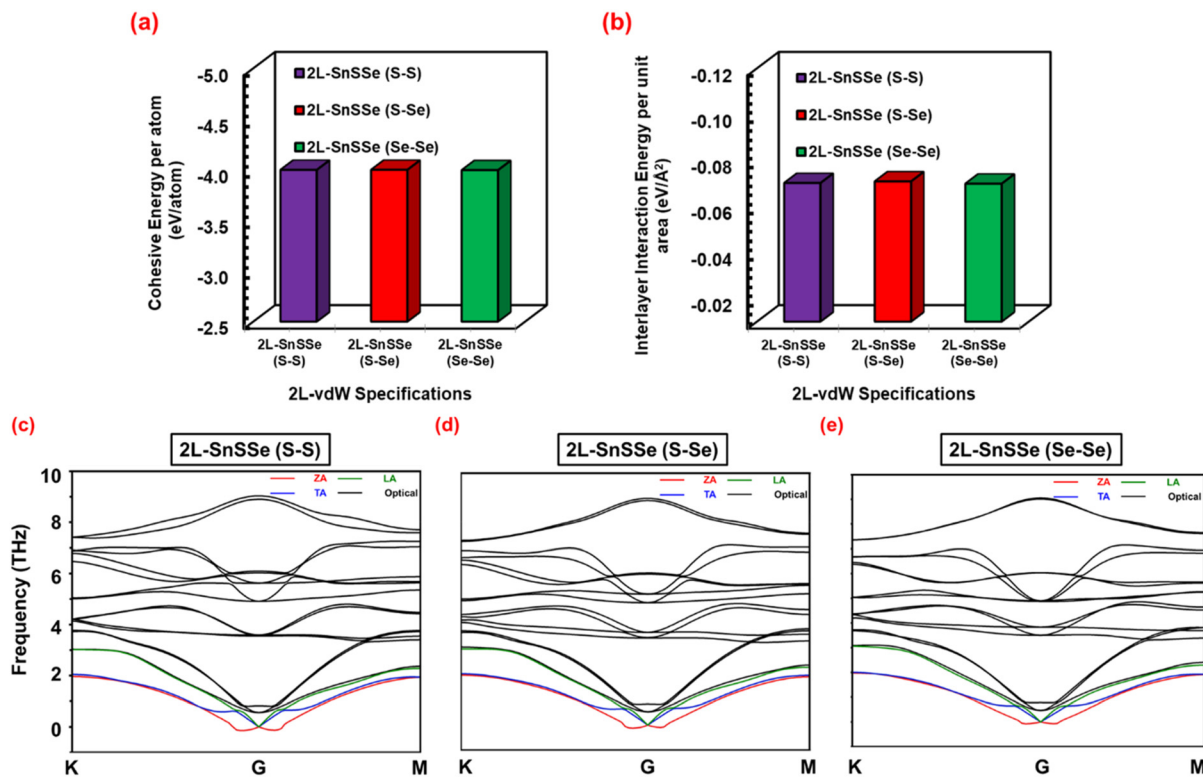 (a)
Cohesive Energy per atom
(eV/atom)
-5.0
-4.5
-4.0
-3.5
-3.0
-2.5
2L-SnSSe (S-S)
2L-SnSSe (S-Se)
2L-SnSSe (Se-Se)
2L-SnSSe
(S-S)
2L-SnSSe
(S-Se)
2L-SnSSe
(Se-Se)
2L-vdW Specifications
(b)
Interlayer Interaction Energy per unit
area (eV/Å²)
-0.12
-0.10
-0.08
-0.06
-0.04
-0.02
2L-SnSSe (S-S)
2L-SnSSe (S-Se)
2L-SnSSe (Se-Se)
2L-SnSSe
(S-S)
2L-SnSSe
(S-Se)
2L-SnSSe
(Se-Se)
2L-vdW Specifications
(c)
2L-SnSSe (S-S)
Frequency (THz)
10
8
6
4
2
0
ZA
LA
TA
Optical
K
G
M
(d)
2L-SnSSe (S-Se)
ZA
LA
TA
Optical
K
G
M
(e)
2L-SnSSe (Se-Se)
ZA
LA
TA
Optical
K
G
M